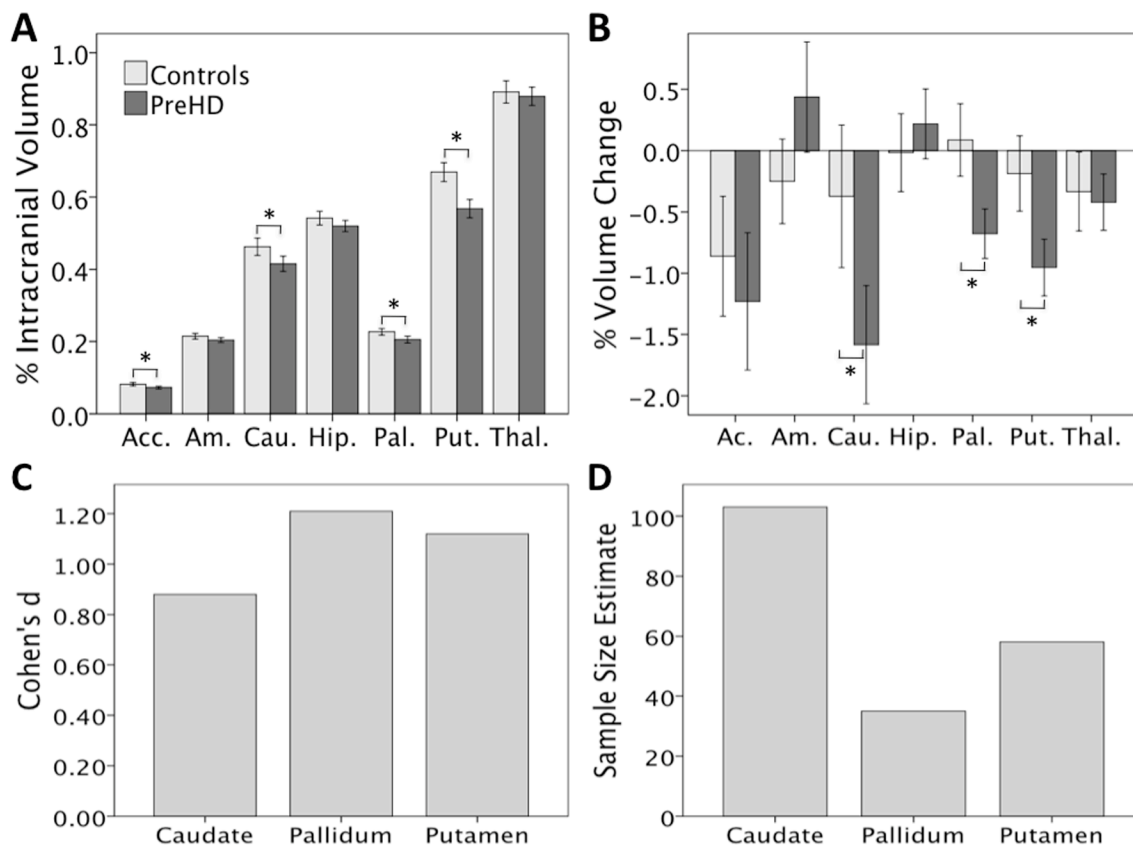 A
% Intracranial Volume
1.0
0.8
0.6
0.4
0.2
0.0
Controls
PreHD
*
*
*
*
Acc. Am. Cau. Hip. Pal. Put. Thal.
B
% Volume Change
0.5
0.0
-0.5
-1.0
-1.5
-2.0
*
*
*
Ac. Am. Cau. Hip. Pal. Put. Thal.
C
Cohen's d
1.20
1.00
0.80
0.60
0.40
0.20
0.00
Caudate Pallidum Putamen
D
Sample Size Estimate
100
80
60
40
20
0
Caudate Pallidum Putamen